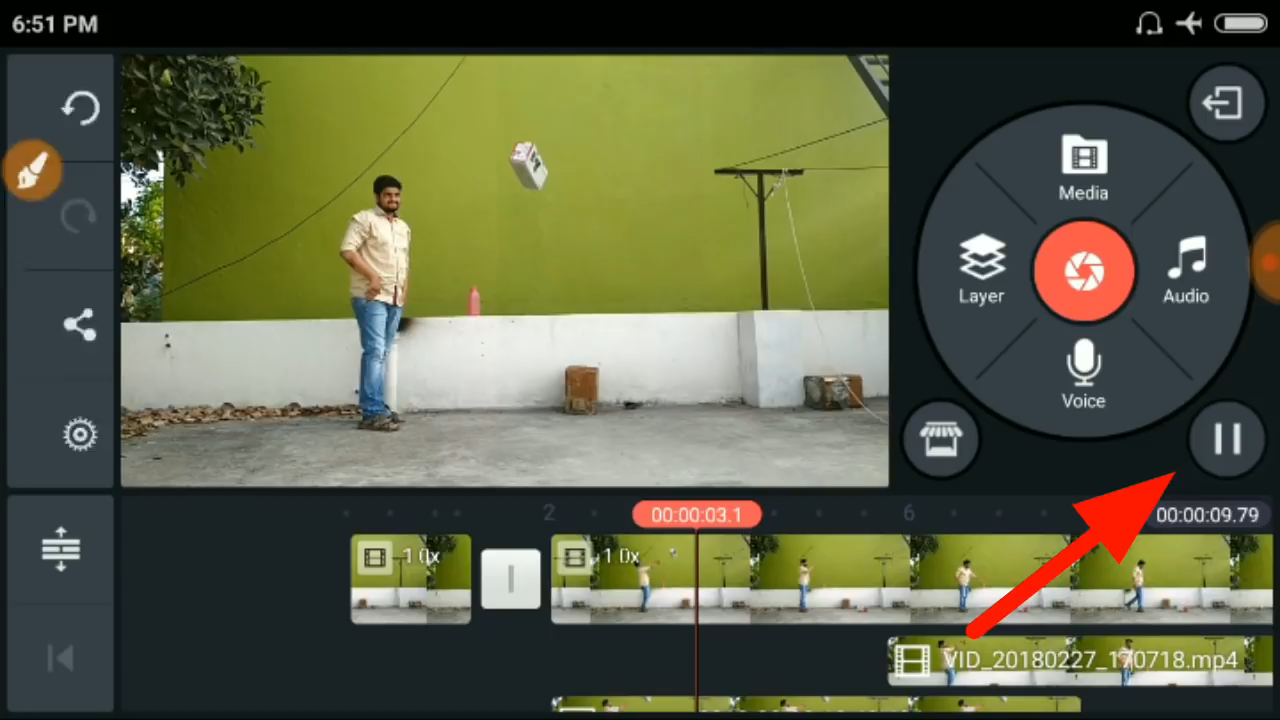 6:51 PM
Media
Layer
Audio
Voice
2
00:00:03.1
6
00:00:09.79
1.0x
1.0x
VID_20180227_170718.mp4